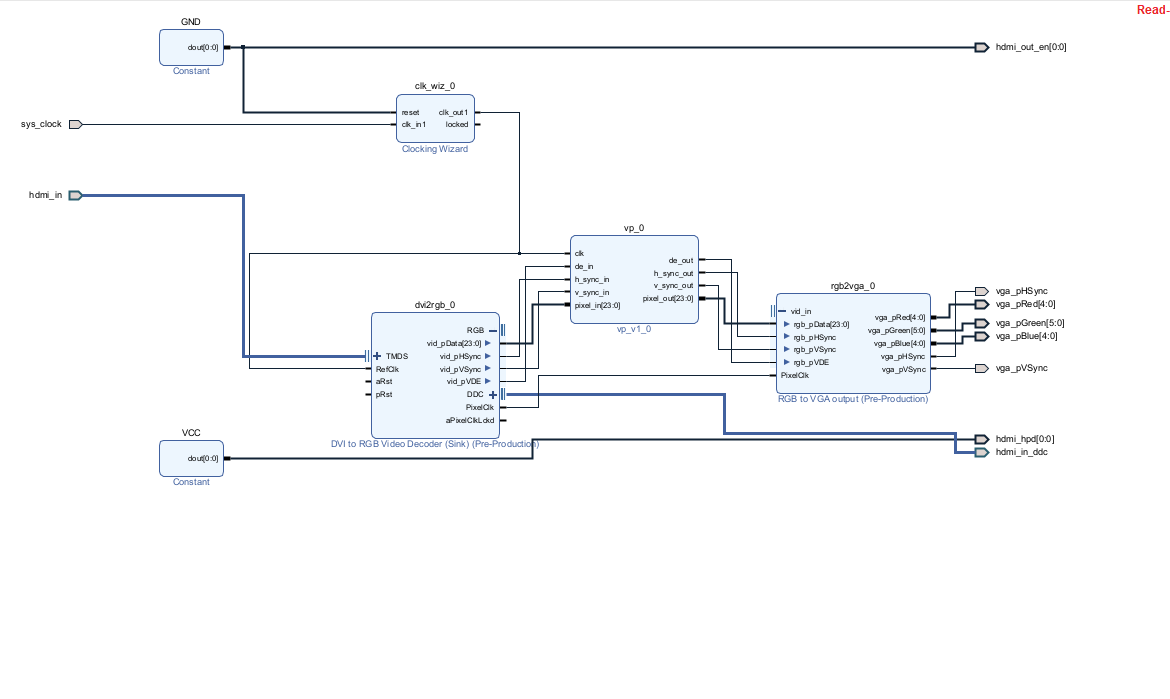 Read-
GND
dout[0:0]
Constant
hdmi_out_en[0:0]
clk_wiz_0
reset
clk_in1
clk_out1
locked
Clocking Wizard
sys_clock
hdmi_in
vp_0
clk
de_in
h_sync_in
v_sync_in
pixel_in[23:0]
de_out
h_sync_out
v_sync_out
pixel_out[23:0]
vp_v1_0
dvi2rgb_0
TMDS
RefClk
aRst
pRst
RGB
vid_pData[23:0]
vid_pHSync
vid_pVSync
vid_pVDE
DDC
PixelClk
aPixelClkLckd
DVI to RGB Video Decoder (Sink) (Pre-Production)
rgb2vga_0
vid_in
rgb_pData[23:0]
rgb_pHSync
rgb_pVSync
rgb_pVDE
PixelClk
vga_pRed[4:0]
vga_pGreen[5:0]
vga_pBlue[4:0]
vga_pHSync
vga_pVSync
RGB to VGA output (Pre-Production)
vga_pHSync
vga_pRed[4:0]
vga_pGreen[5:0]
vga_pBlue[4:0]
vga_pVSync
VCC
dout[0:0]
Constant
hdmi_hpd[0:0]
hdmi_in_ddc